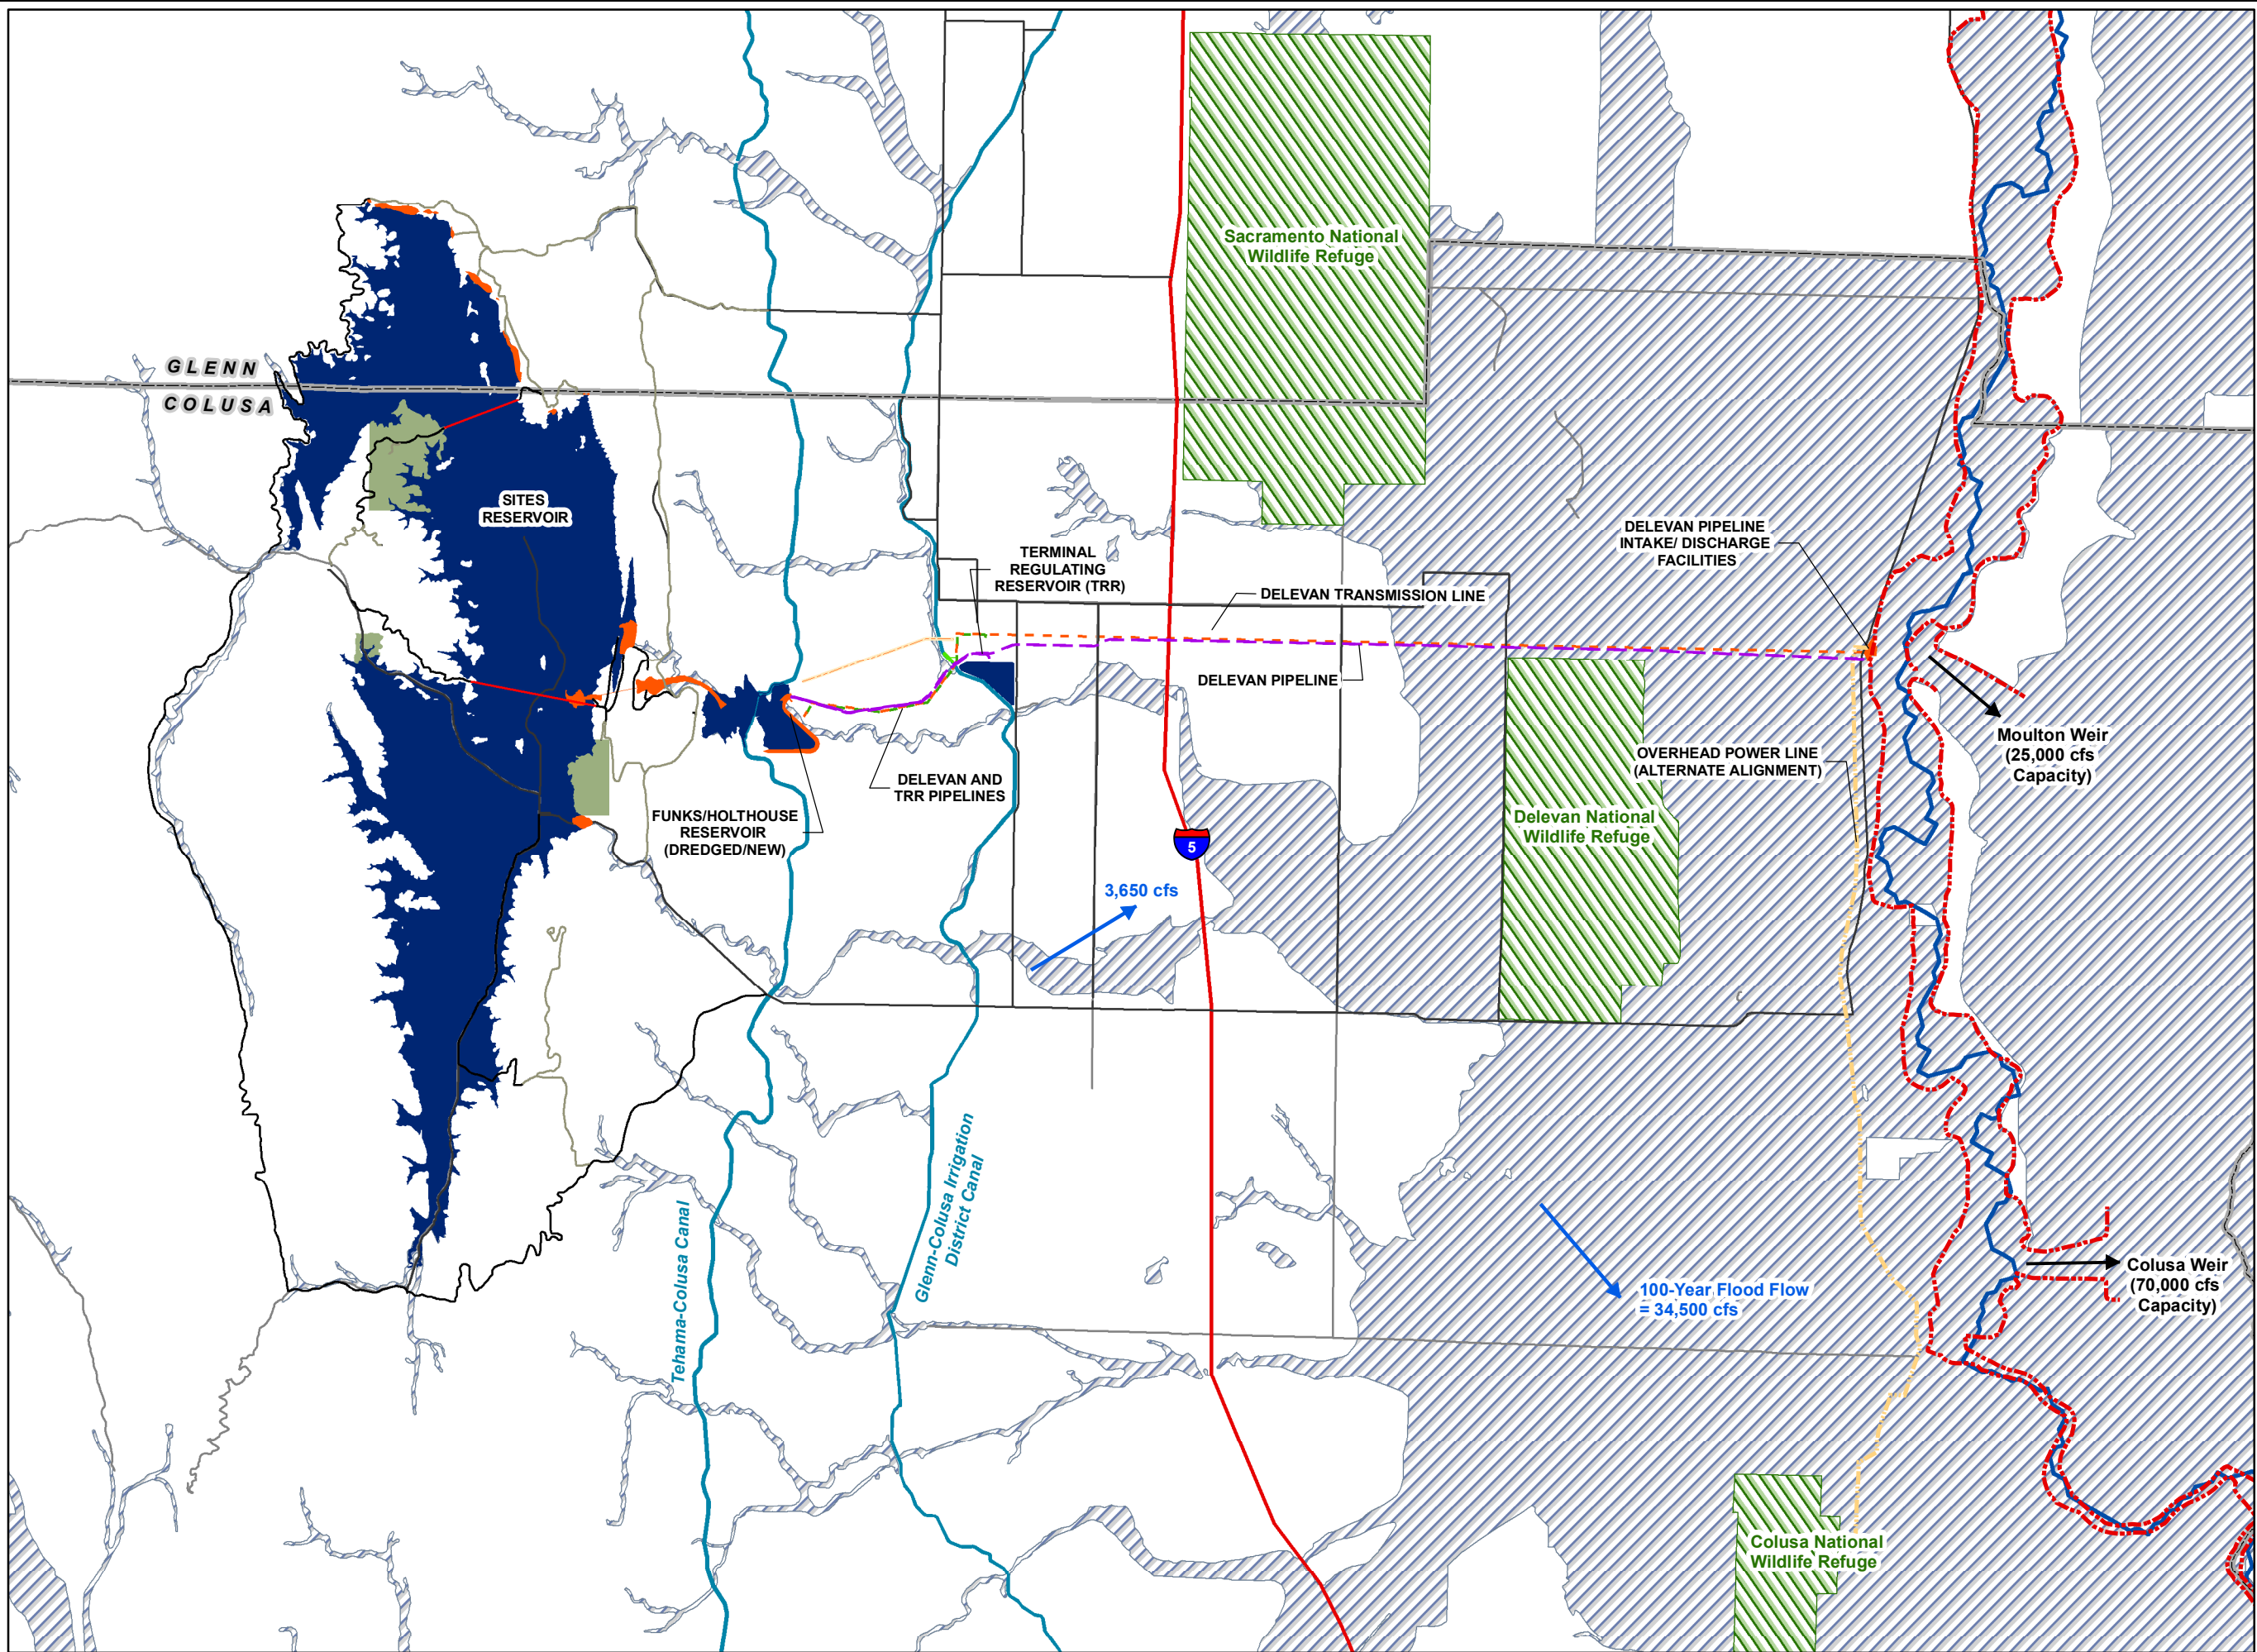 Sacramento National
Wildlife Refuge
GLENN
COLUSA
SITES
RESERVOIR
TERMINAL
REGULATING
RESERVOIR (TRR)
DELEVAN PIPELINE
INTAKE/ DISCHARGE
FACILITIES
DELEVAN TRANSMISSION LINE
DELEVAN PIPELINE
Moulton Weir
(25,000 cfs
Capacity)
OVERHEAD POWER LINE
(ALTERNATE ALIGNMENT)
DELEVAN AND
TRR PIPELINES
FUNKS/HOLTHOUSE
RESERVOIR
(DREDGED/NEW)
Delevan National
Wildlife Refuge
5
3,650 cfs
Tehama-Colusa Canal
Glenn-Colusa Irrigation
District Canal
100-Year Flood Flow
= 34,500 cfs
Colusa Weir
(70,000 cfs
Capacity)
Colusa National
Wildlife Refuge